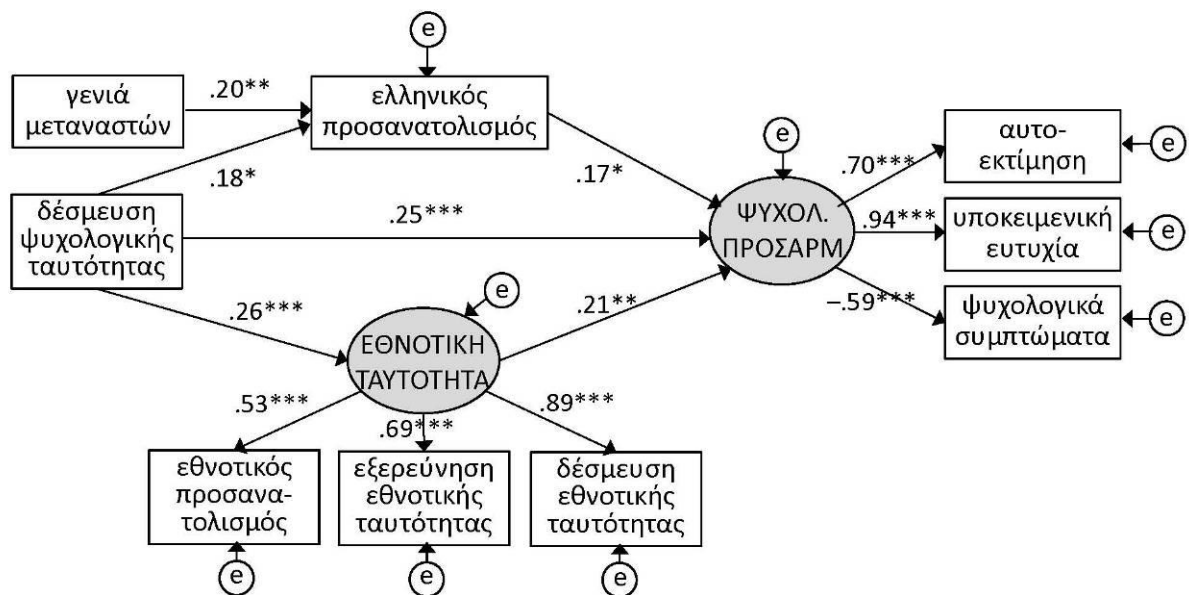 e
γενιά
μεταναστών
.20**
ελληνικός
προσανατολισμός
.18*
.17*
e
αυτο-
εκτίμηση
e
.70***
δέσμευση
ψυχολογικής
ταυτότητας
.25***
ΨΥΧΟΛ.
ΠΡΟΣΑΡΜ
.94***
υποκειμενική
ευτυχία
e
.26***
e
.21**
–.59***
ψυχολογικά
συμπτώματα
e
ΕΘΝΟΤΙΚΗ
ΤΑΥΤΟΤΗΤΑ
.53***
.69***
.89***
εθνοτικός
προσανα-
τολισμός
εξερεύνηση
εθνοτικής
ταυτότητας
δέσμευση
εθνοτικής
ταυτότητας
e
e
e